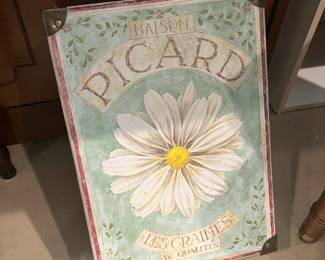 MAISON
PICARD
LES GRAINES
DE QUALITÉS